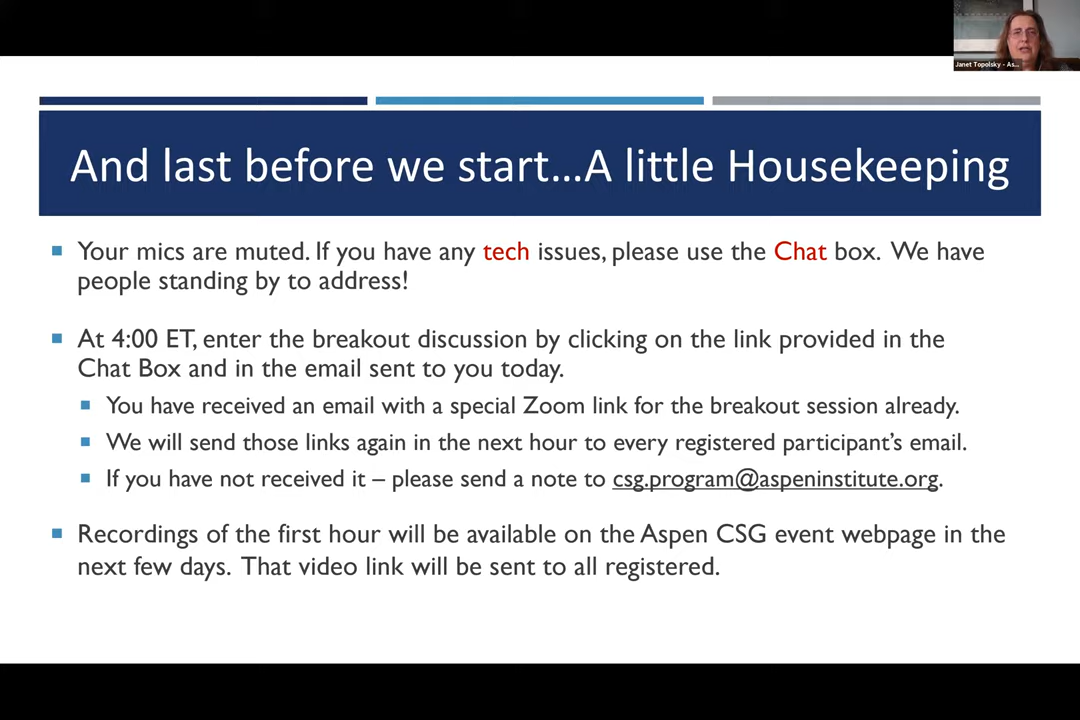 Janet Topolsky - As...
And last before we start...A little Housekeeping
Your mics are muted. If you have any tech issues, please use the Chat box. We have
people standing by to address!
At 4:00 ET, enter the breakout discussion by clicking on the link provided in the
Chat Box and in the email sent to you today.
You have received an email with a special Zoom link for the breakout session already.
We will send those links again in the next hour to every registered participant's email.
If you have not received it – please send a note to csg.program@aspeninstitute.org.
Recordings of the first hour will be available on the Aspen CSG event webpage in the
next few days. That video link will be sent to all registered.